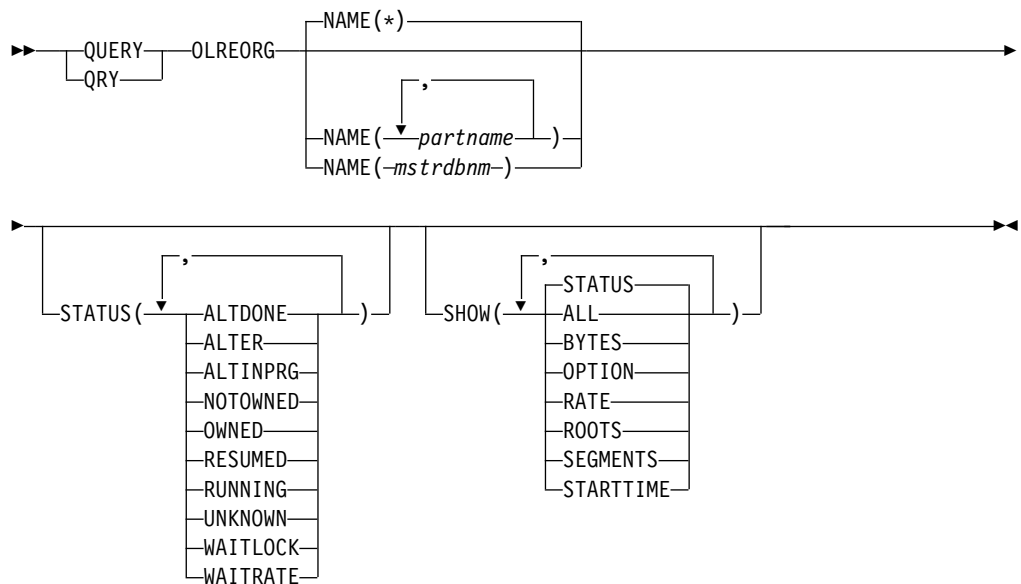 NAME(*)
QUERY OLREORG
QRY
,
NAME( partname )
NAME( mstrdbnm )
, ,
STATUS
STATUS( ALTDONE ) SHOW( ALL )
ALTER BYTES
ALTINPRG OPTION
NOTOWNED RATE
OWNED ROOTS
RESUMED SEGMENTS
RUNNING STARTTIME
UNKNOWN
WAITLOCK
WAITRATE